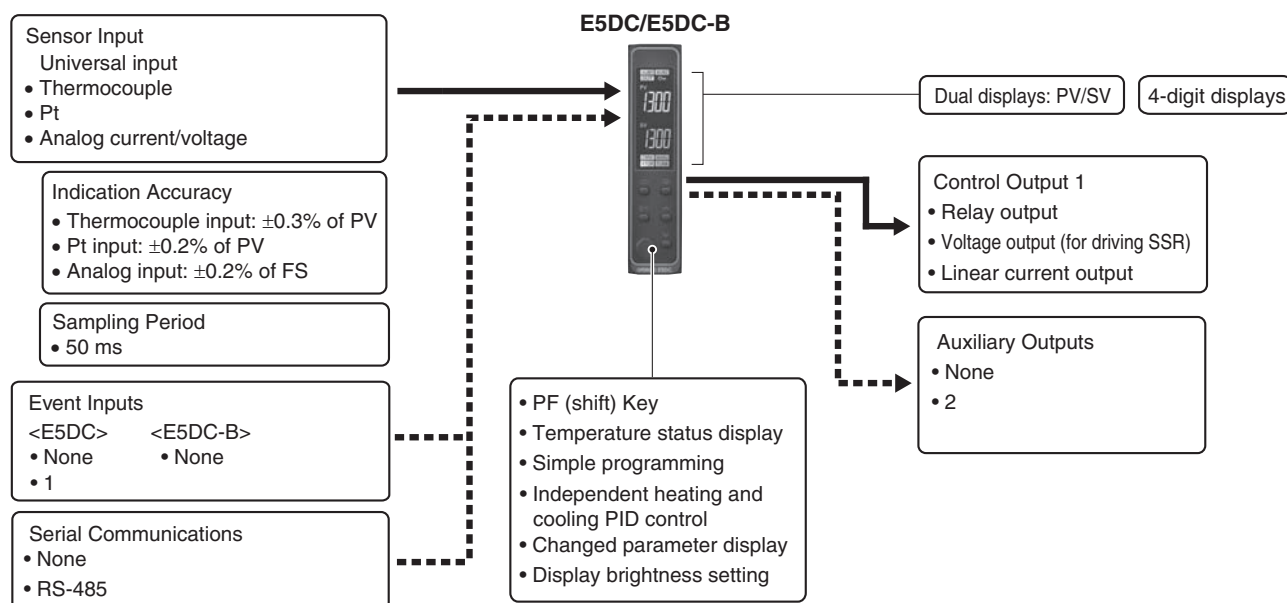 E5DC/E5DC-B
Sensor Input
Universal input
• Thermocouple
• Pt
• Analog current/voltage
Indication Accuracy
• Thermocouple input: ±0.3% of PV
• Pt input: ±0.2% of PV
• Analog input: ±0.2% of FS
Sampling Period
• 50 ms
Event Inputs
<E5DC> <E5DC-B>
• None • None
• 1
Serial Communications
• None
• RS-485
PV
1300
SV
1300
• PF (shift) Key
• Temperature status display
• Simple programming
• Independent heating and
cooling PID control
• Changed parameter display
• Display brightness setting
Dual displays: PV/SV
4-digit displays
Control Output 1
• Relay output
• Voltage output (for driving SSR)
• Linear current output
Auxiliary Outputs
• None
• 2